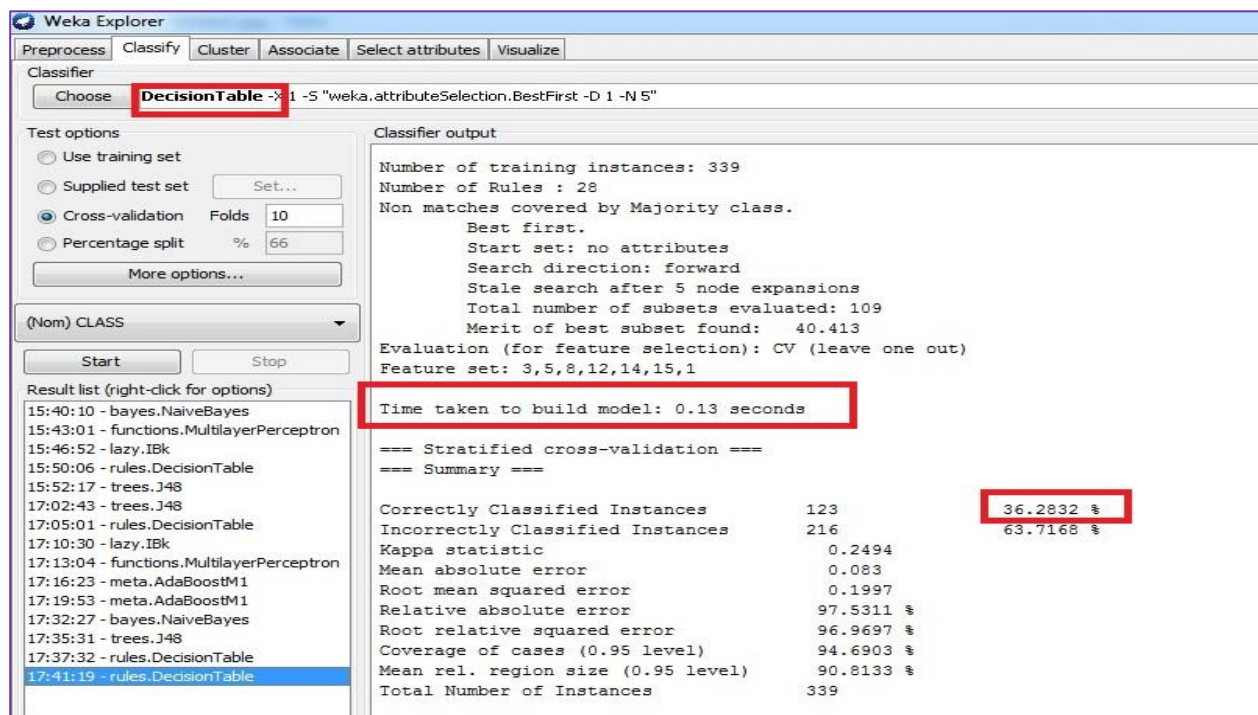 Weka Explorer
Preprocess Classify Cluster Associate Select attributes Visualize
Classifier
Choose DecisionTable -X 1 -S "weka.attributeSelection.BestFirst -D 1 -N 5"
Test options
Use training set
Supplied test set Set...
Cross-validation Folds 10
Percentage split % 66
More options...
(Nom) CLASS
Start Stop
Result list (right-click for options)
15:40:10 - bayes.NaiveBayes
15:43:01 - functions.MultilayerPerceptron
15:46:52 - lazy.IBk
15:50:06 - rules.DecisionTable
15:52:17 - trees.J48
17:02:43 - trees.J48
17:05:01 - rules.DecisionTable
17:10:30 - lazy.IBk
17:13:04 - functions.MultilayerPerceptron
17:16:23 - meta.AdaBoostM1
17:19:53 - meta.AdaBoostM1
17:32:27 - bayes.NaiveBayes
17:35:31 - trees.J48
17:37:32 - rules.DecisionTable
17:41:19 - rules.DecisionTable
Classifier output
Number of training instances: 339
Number of Rules : 28
Non matches covered by Majority class.
Best first.
Start set: no attributes
Search direction: forward
Stale search after 5 node expansions
Total number of subsets evaluated: 109
Merit of best subset found: 40.413
Evaluation (for feature selection): CV (leave one out)
Feature set: 3,5,8,12,14,15,1
Time taken to build model: 0.13 seconds
=== Stratified cross-validation ===
=== Summary ===
Correctly Classified Instances 123 36.2832 %
Incorrectly Classified Instances 216 63.7168 %
Kappa statistic 0.2494
Mean absolute error 0.083
Root mean squared error 0.1997
Relative absolute error 97.5311 %
Root relative squared error 96.9697 %
Coverage of cases (0.95 level) 94.6903 %
Mean rel. region size (0.95 level) 90.8133 %
Total Number of Instances 339